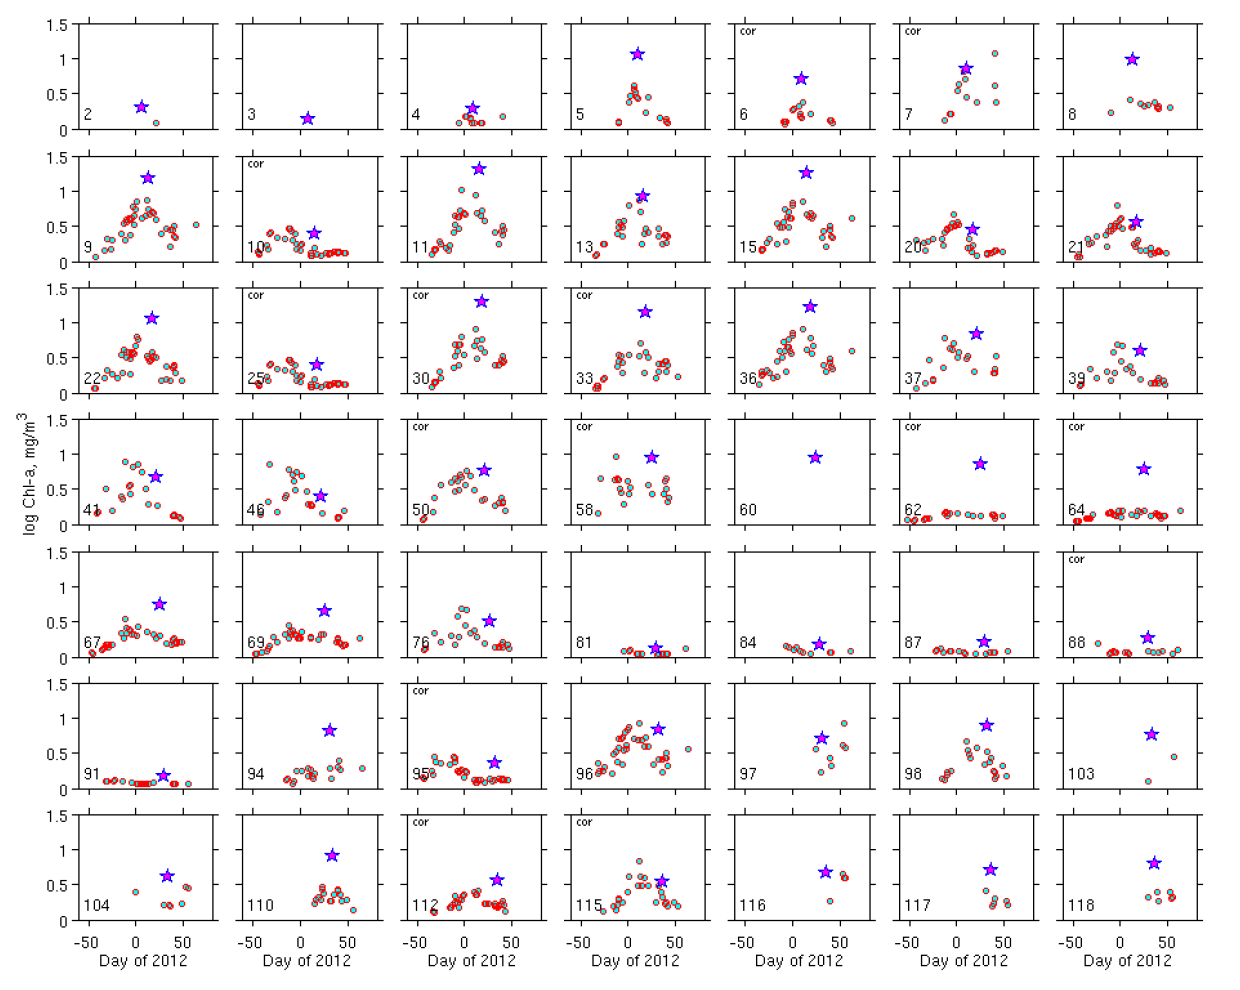 cor cor
1.5
1
0.5
0
2 3 4 5 6 7 8
cor
1.5
1
0.5
0
9 10 11 13 15 20 21
cor cor cor cor
1.5
1
0.5
0
22 25 30 33 36 37 39
log Chl-a, mg/m3
cor cor cor cor
1.5
1
0.5
0
41 46 50 58 60 62 64
cor
1.5
1
0.5
0
67 69 76 81 84 87 88
cor
1.5
1
0.5
0
91 94 95 96 97 98 103
cor cor
1.5
1
0.5
0
104 110 112 115 116 117 118
-50 0 50 -50 0 50 -50 0 50 -50 0 50 -50 0 50 -50 0 50 -50 0 50
Day of 2012 Day of 2012 Day of 2012 Day of 2012 Day of 2012 Day of 2012 Day of 2012